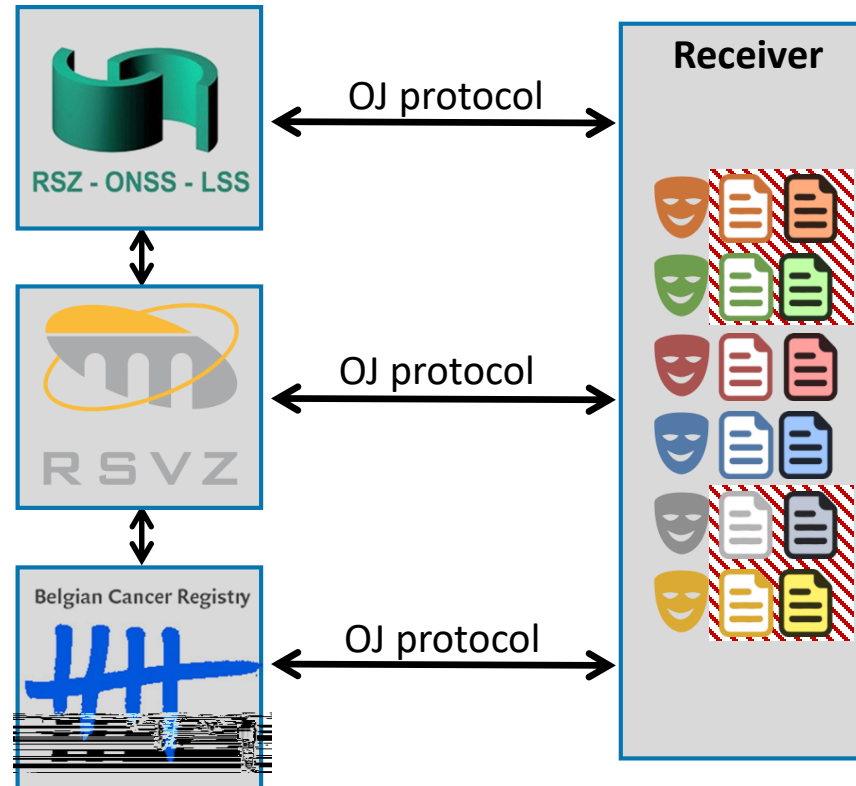 Receiver
OJ protocol
RSZ - ONSS - LSS
OJ protocol
RSVZ
Belgian Cancer Registry
OJ protocol